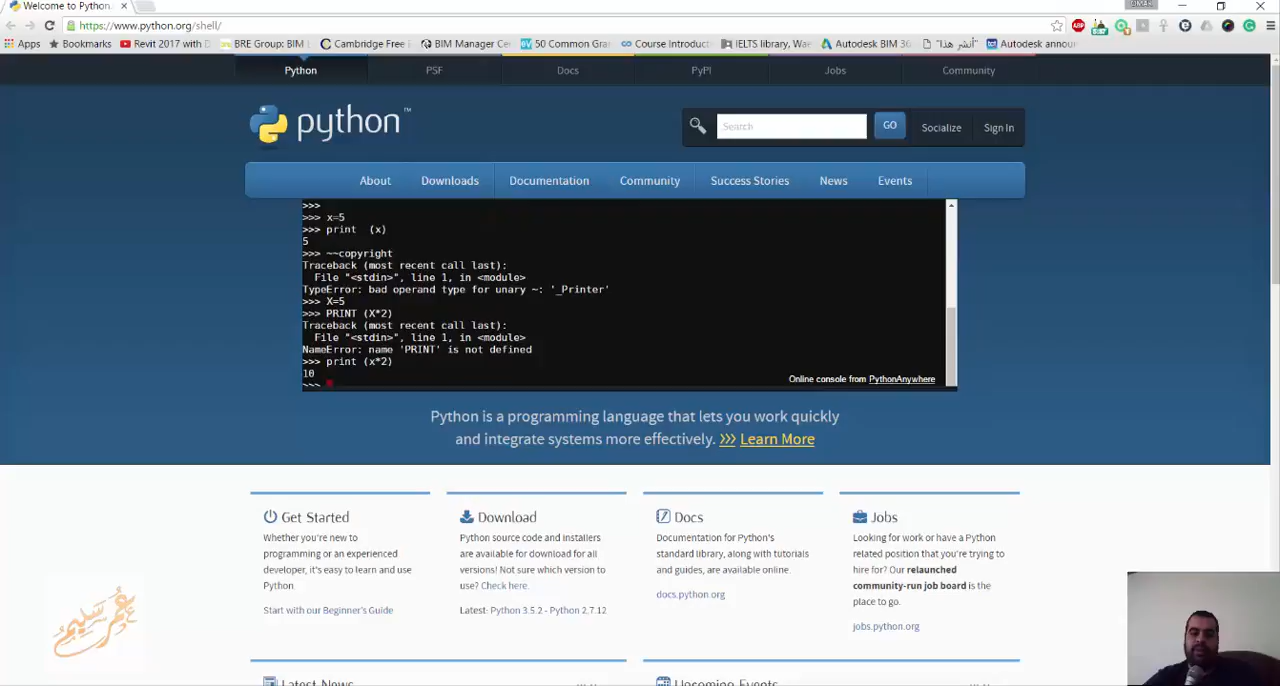 Welcome to Python.
OMAR
https://www.python.org/shell/
Apps
Bookmarks
Revit 2017 with D
BRE Group: BIM
Cambridge Free E
BIM Manager Ce
50 Common Gra
Course Introduct
IELTS library, Wa
Autodesk BIM 36
"أنشر هذا"
Autodesk annou
Python
PSF
Docs
PyPI
Jobs
Community
python™
Search
GO
Socialize
Sign In
About
Downloads
Documentation
Community
Success Stories
News
Events
>>>
>>> x=5
>>> print  (x)
5
>>> ~~copyright
Traceback (most recent call last):
  File "<stdin>", line 1, in <module>
TypeError: bad operand type for unary ~: '_Printer'
>>> X=5
>>> PRINT (X*2)
Traceback (most recent call last):
  File "<stdin>", line 1, in <module>
NameError: name 'PRINT' is not defined
>>> print (x*2)
10
>>>
Online console from PythonAnywhere
Python is a programming language that lets you work quickly
and integrate systems more effectively. >>> Learn More
Get Started
Whether you're new to
programming or an experienced
developer, it's easy to learn and use
Python.
Start with our Beginner's Guide
Download
Python source code and installers
are available for download for all
versions! Not sure which version to
use? Check here.
Latest: Python 3.5.2 - Python 2.7.12
Docs
Documentation for Python's
standard library, along with tutorials
and guides, are available online.
docs.python.org
Jobs
Looking for work or have a Python
related position that you're trying to
hire for? Our relaunched
community-run job board is the
place to go.
jobs.python.org
عمر سليم
Latest News
Upcoming Events